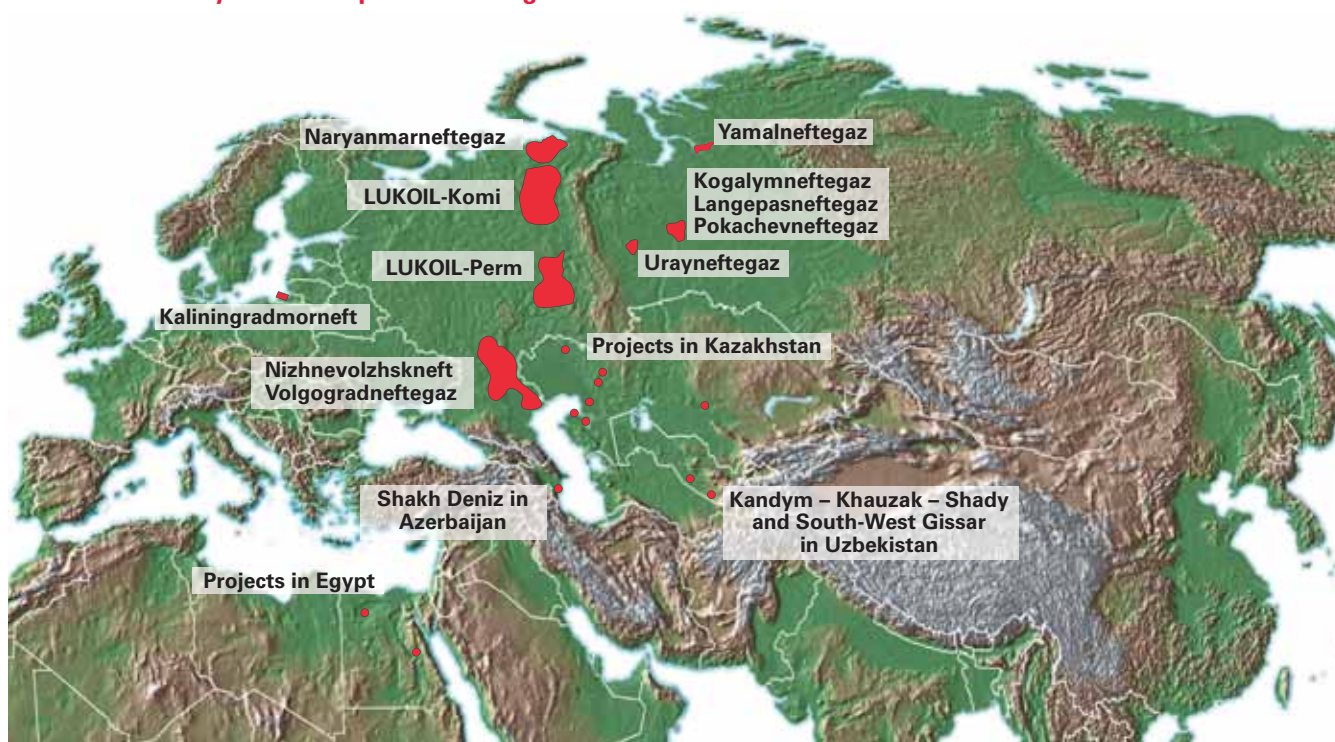 Naryanmarneftegaz
Yamalneftegaz
LUKOIL-Komi
Kogalymneftegaz
Langepasneftegaz
Pokachevneftegaz
LUKOIL-Perm
Urayneftegaz
Kaliningradmorneft
Projects in Kazakhstan
Nizhnevolzhskneft
Volgogradneftegaz
Shakh Deniz in
Azerbaijan
Kandym – Khauzak – Shady
and South-West Gissar
in Uzbekistan
Projects in Egypt